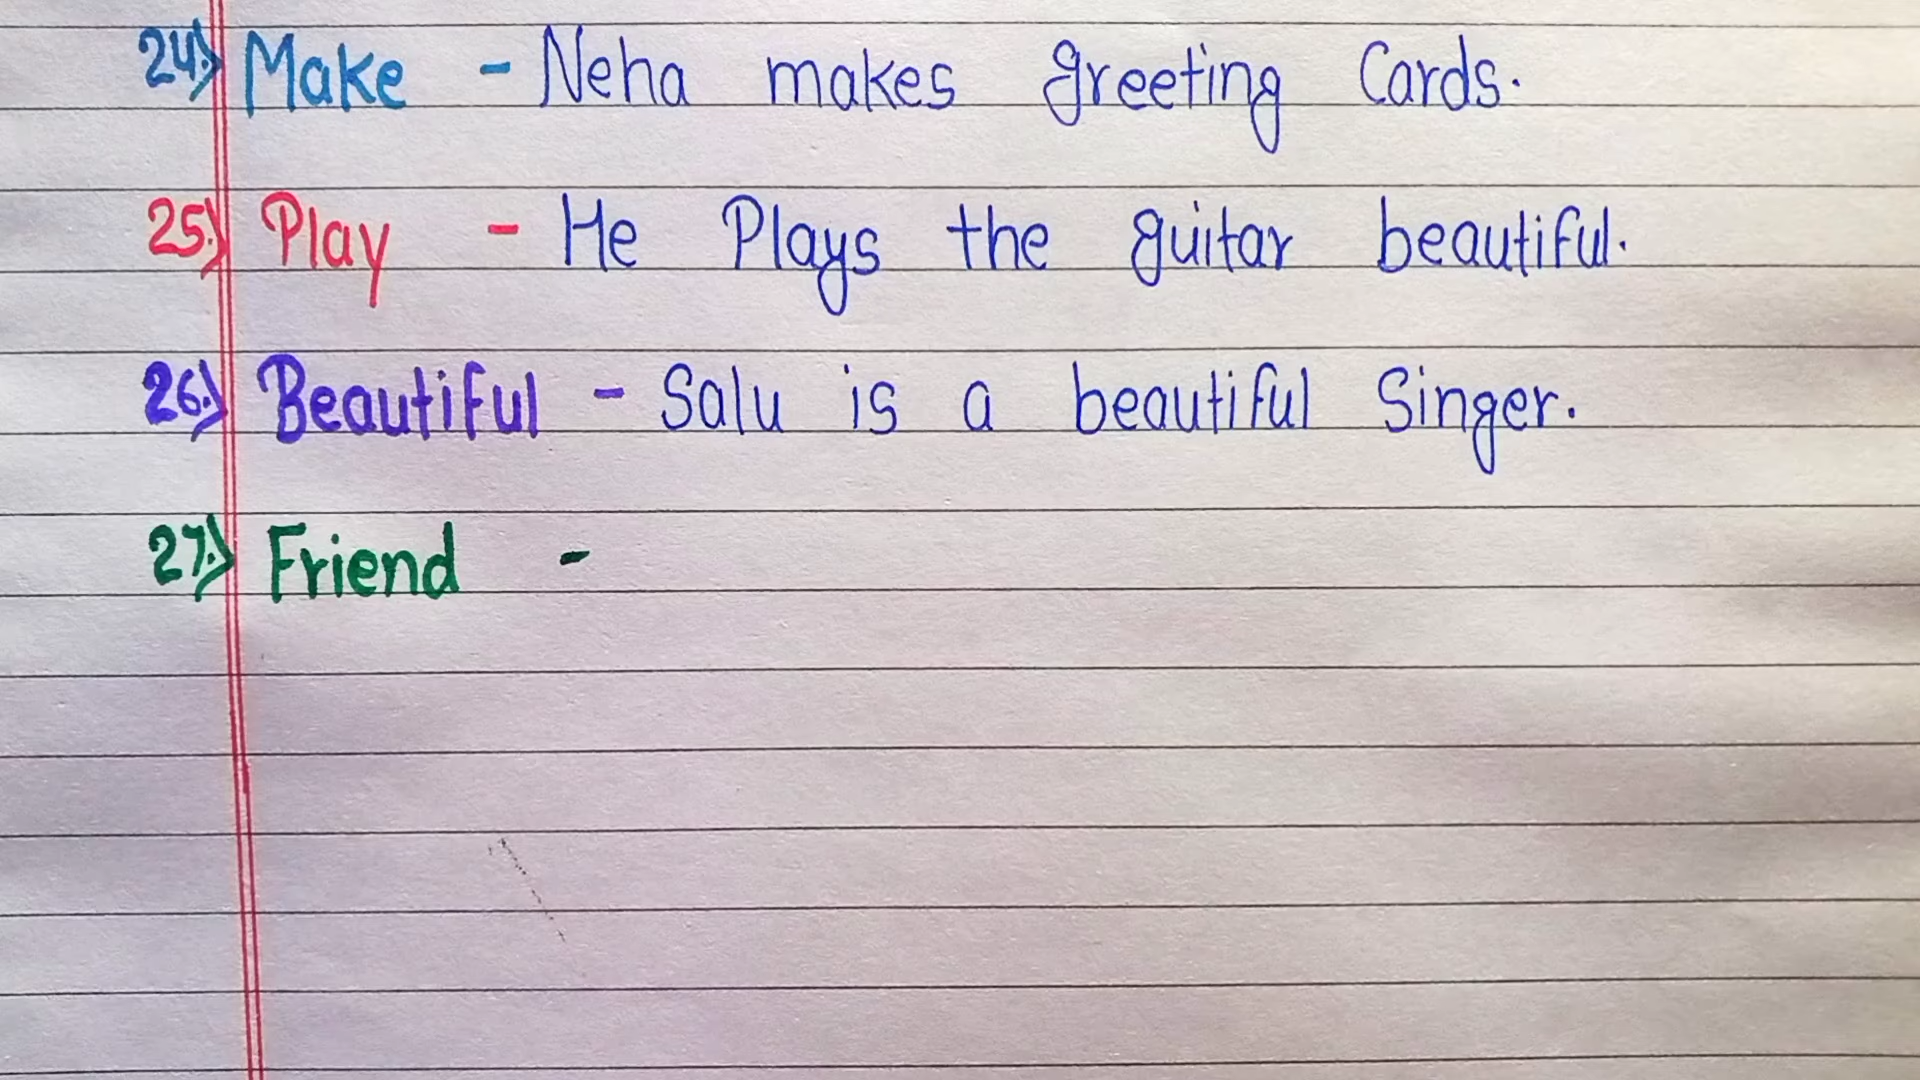 24.) Make - Neha makes greeting Cards.
25.) Play - He Plays the guitar beautiful.
26.) Beautiful - Salu is a beautiful Singer.
27.) Friend -